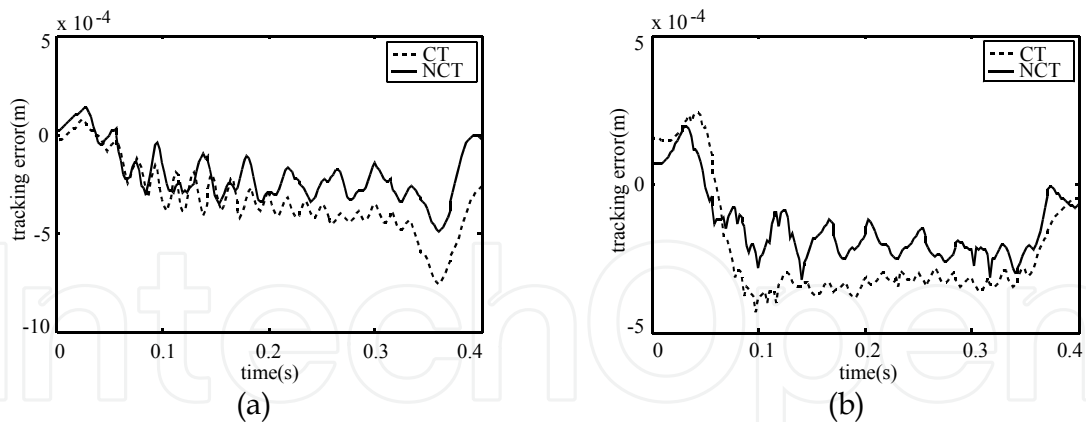 x 10^-4
5
0
-5
-10
tracking error(m)
CT
NCT
0
0.1
0.2
0.3
0.4
time(s)
(a)
x 10^-4
5
0
-5
tracking error(m)
CT
NCT
0
0.1
0.2
0.3
0.4
time(s)
(b)
IntechOpen